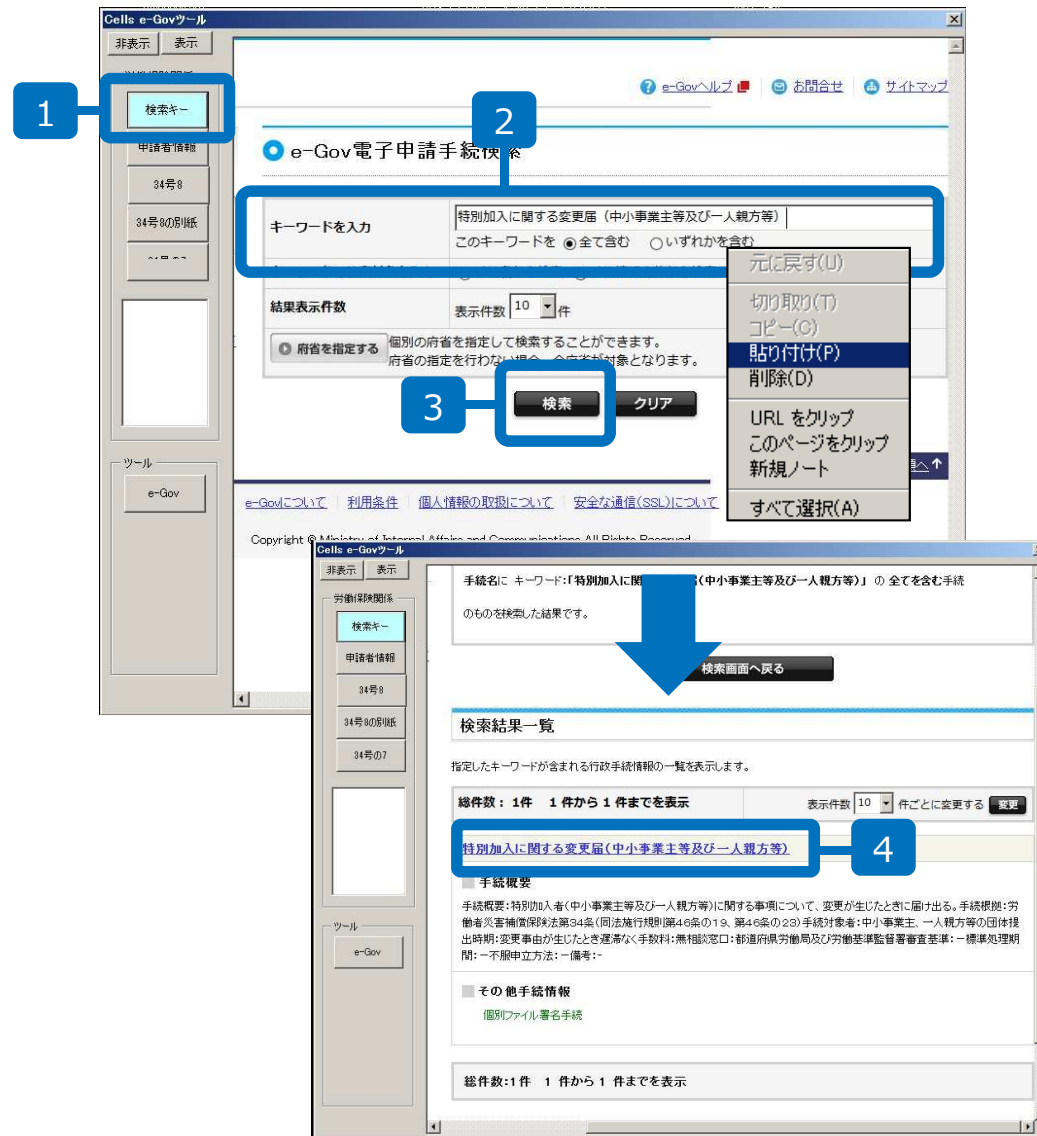 Cells e-Govツール
非表示 表示
1
検索キー
申請者情報
34号8
34号8の別紙
ツール
e-Gov
e-Govヘルプ お問合せ サイトマップ
2
e-Gov電子申請手続検索
キーワードを入力
特別加入に関する変更届（中小事業主等及び一人親方等）
このキーワードを 全て含む いずれかを含む
結果表示件数
表示件数 10 件
府省を指定する
個別の府省を指定して検索することができます。
府省の指定を行わない場合、全府省が対象となります。
3
検索 クリア
元に戻す(U)
切り取り(T)
コピー(C)
貼り付け(P)
削除(D)
URL をクリップ
このページをクリップ
新規ノート
すべて選択(A)
e-Govについて 利用条件 個人情報の取扱について 安全な通信(SSL)について
Copyright © Ministry of Internal Affairs and Communications All Rights Reserved
Cells e-Govツール
非表示 表示
労働保険関係
検索キー
申請者情報
34号8
34号8の別紙
34号の7
ツール
e-Gov
手続名に キーワード:「特別加入に関 (中小事業主等及び一人親方等)」 の 全てを含む手続
のものを検索した結果です。
検索画面へ戻る
検索結果一覧
指定したキーワードが含まれる行政手続情報の一覧を表示します。
総件数： 1件 1 件から 1 件までを表示 表示件数 10 件ごとに変更する 変更
特別加入に関する変更届(中小事業主等及び一人親方等)
4
手続概要
手続概要：特別加入者(中小事業主等及び一人親方等)に関する事項について、変更が生じたときに届け出る。手続根拠：労
働者災害補償保険法第34条(同法施行規則第46条の19、第46条の23)手続対象者：中小事業主、一人親方等の団体提
出時期：変更事由が生じたとき遅滞なく手数料：無相談窓口：都道府県労働局及び労働基準監督署審査基準：－標準処理期
間：－不服申立方法：－備考：-
その他手続情報
個別ファイル署名手続
総件数：1件 1 件から 1 件までを表示